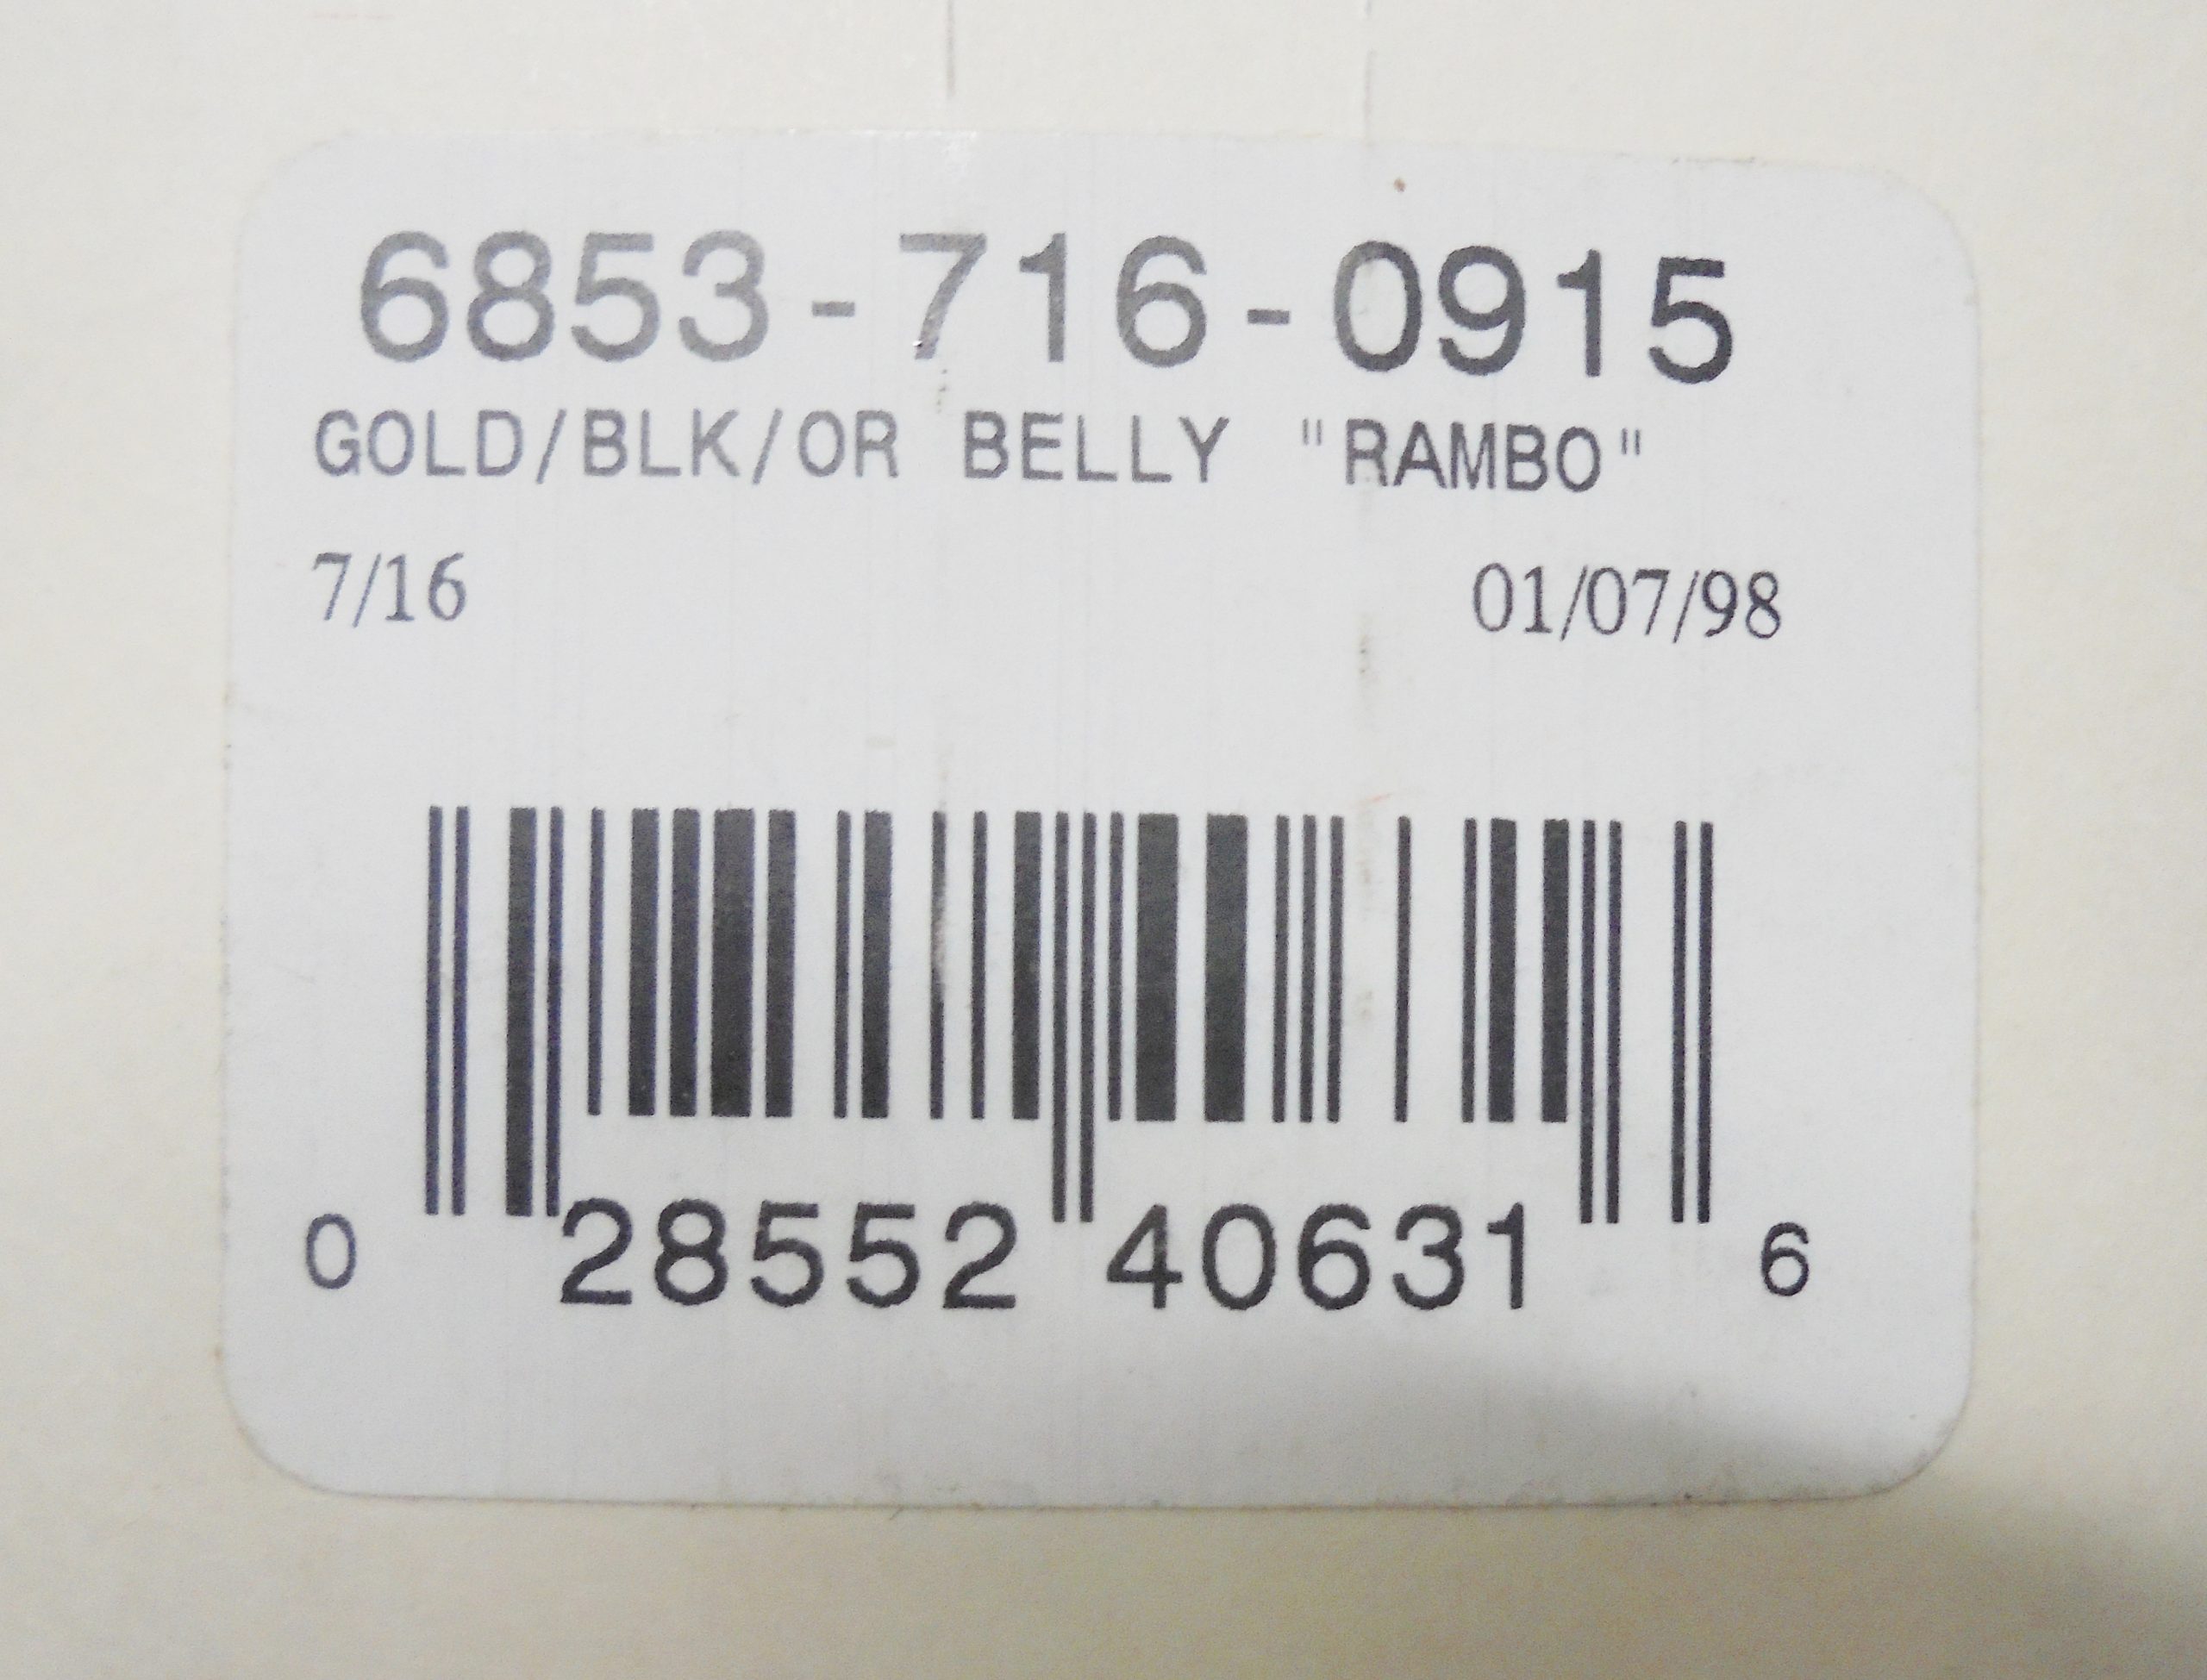 6853-716-0915
GOLD/BLK/OR BELLY "RAMBO"
7/16 01/07/98
0 28552 40631 6